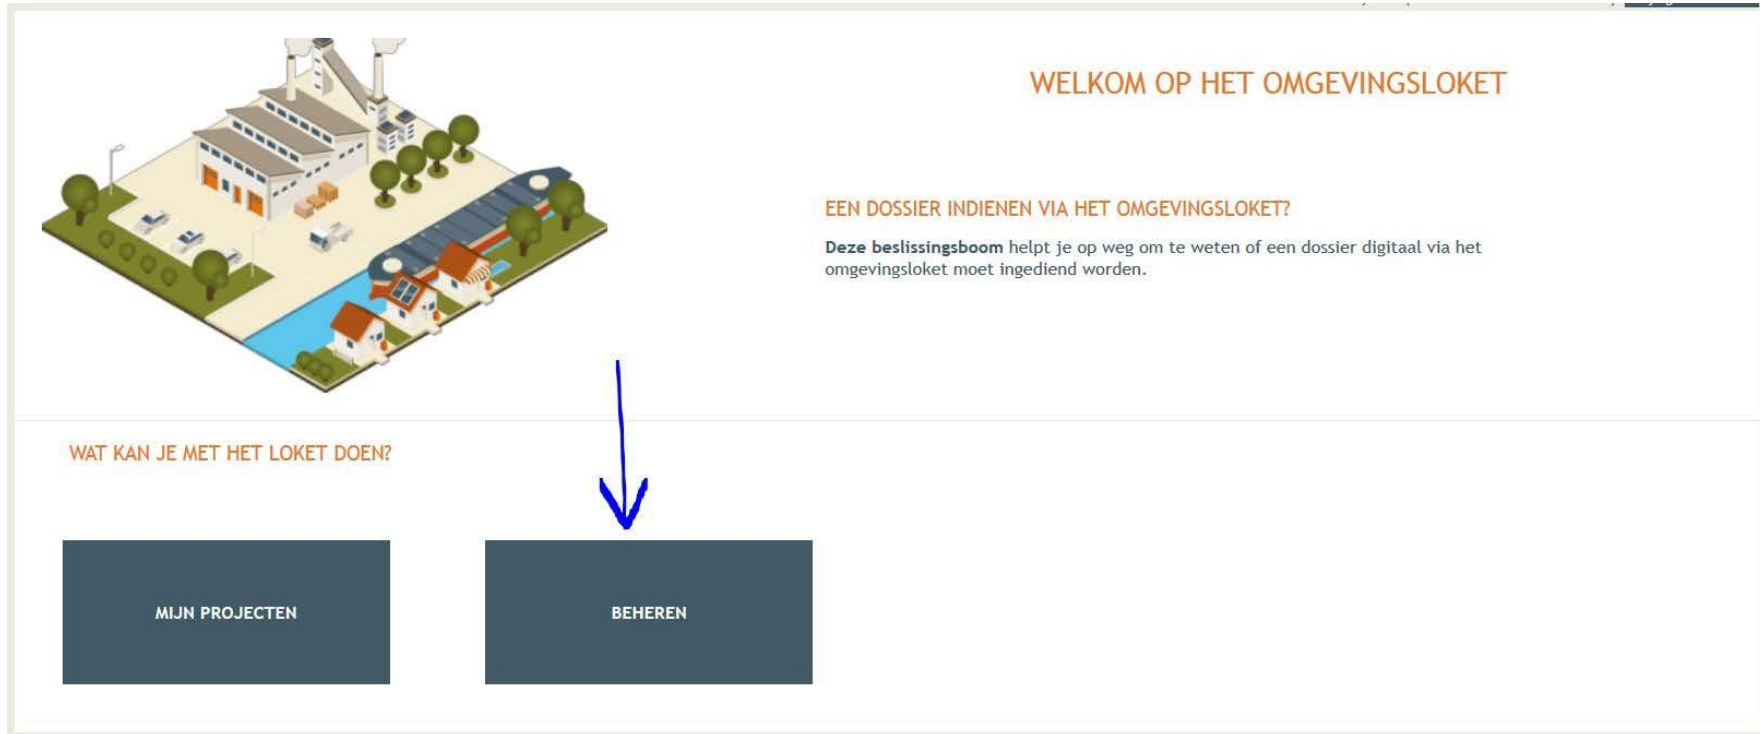 WELKOM OP HET OMGEVINGSLOKET
EEN DOSSIER INDIENEN VIA HET OMGEVINGSLOKET?
Deze beslissingsboom helpt je op weg om te weten of een dossier digitaal via het
omgevingsloket moet ingediend worden.
WAT KAN JE MET HET LOKET DOEN?
MIJN PROJECTEN
BEHEREN